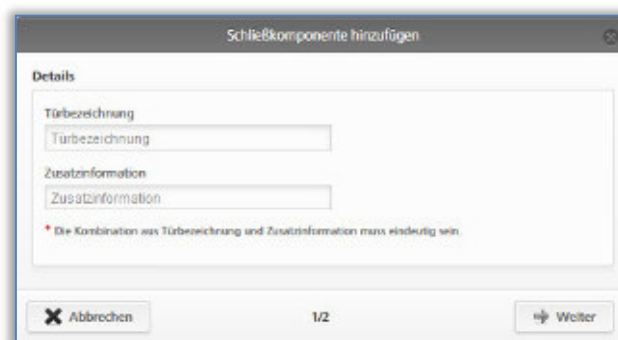 Schließkomponente hinzufügen
Details
Türbezeichnung
Türbezeichnung
Zusatzinformation
Zusatzinformation
* Die Kombination aus Türbezeichnung und Zusatzinformation muss eindeutig sein
Abbrechen
1/2
Weiter